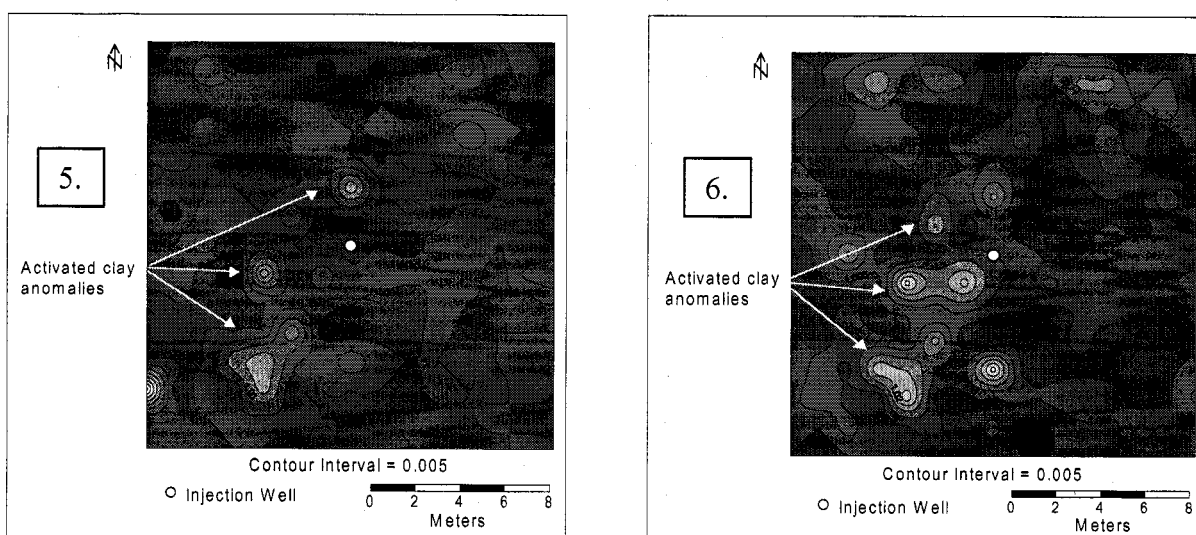 N
5.
Activated clay
anomalies
Contour Interval = 0.005
Injection Well
0 2 4 6 8
Meters
N
6.
Activated clay
anomalies
Contour Interval = 0.005
Injection Well
0 2 4 6 8
Meters